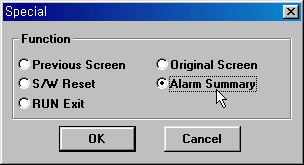 Special
Function
Previous Screen
Original Screen
S/W Reset
Alarm Summary
RUN Exit
OK
Cancel